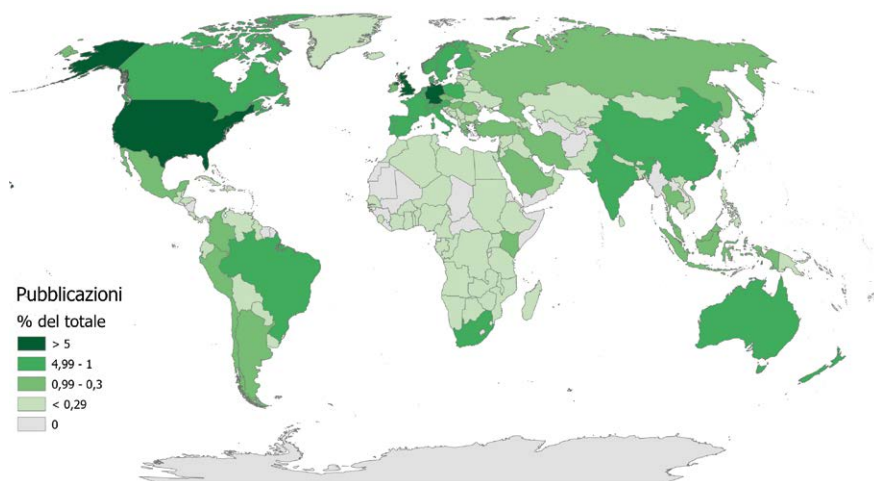 Pubblicazioni
% del totale
> 5
4,99 - 1
0,99 - 0,3
< 0,29
0